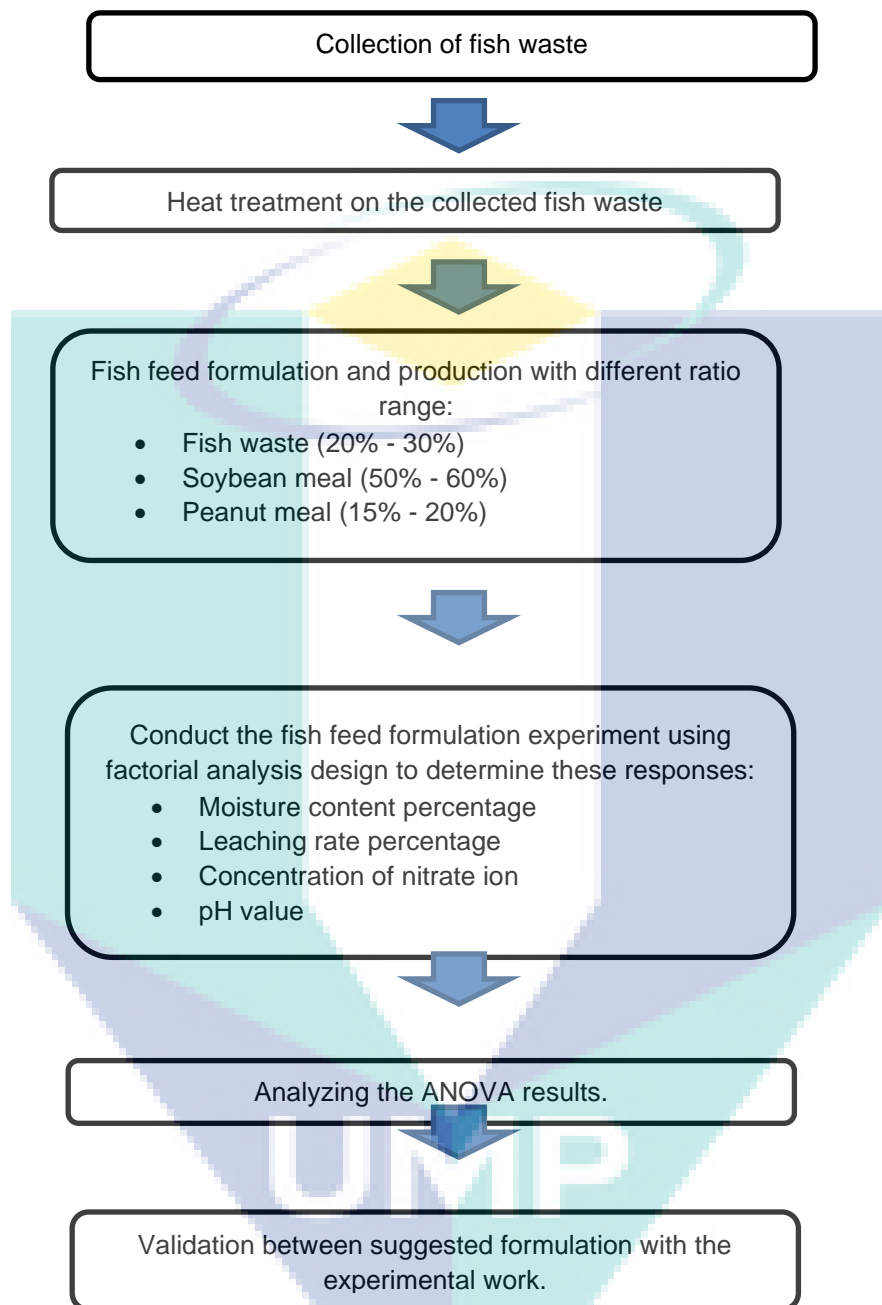 Collection of fish waste
Heat treatment on the collected fish waste
Fish feed formulation and production with different ratio
range:
• Fish waste (20% - 30%)
• Soybean meal (50% - 60%)
• Peanut meal (15% - 20%)
Conduct the fish feed formulation experiment using
factorial analysis design to determine these responses:
• Moisture content percentage
• Leaching rate percentage
• Concentration of nitrate ion
• pH value
Analyzing the ANOVA results.
UMP
Validation between suggested formulation with the
experimental work.